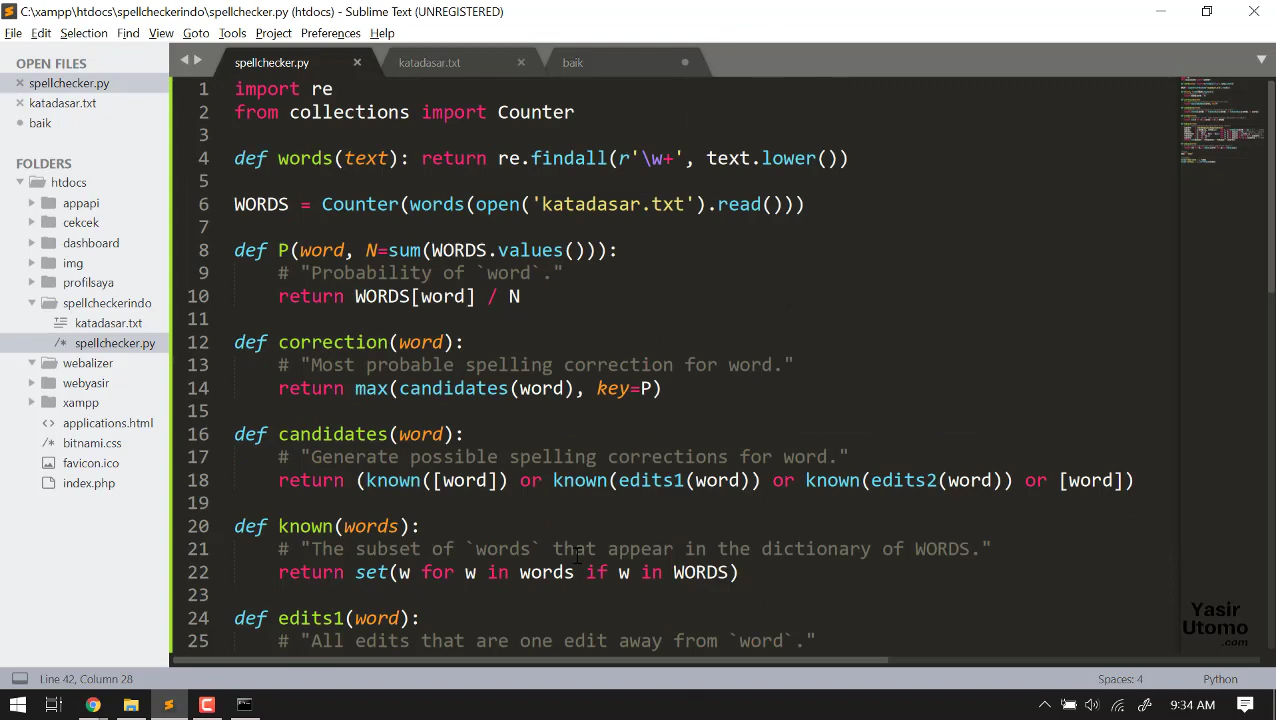 C:\xampp\htdocs\spellcheckerindo\spellchecker.py (htdocs) - Sublime Text (UNREGISTERED)
File Edit Selection Find View Goto Tools Project Preferences Help
OPEN FILES
spellchecker.py
katadasar.txt
baik
FOLDERS
htdocs
appapi
cekcek
dashboard
img
profilsaya
spellcheckerindo
katadasar.txt
/* spellchecker.py
webalizer
webyasir
xampp
<> applications.html
/* bitnami.css
favicon.ico
<> index.php
spellchecker.py katadasar.txt baik
1 import re
2 from collections import Counter
3
4 def words(text): return re.findall(r'\w+', text.lower())
5
6 WORDS = Counter(words(open('katadasar.txt').read()))
7
8 def P(word, N=sum(WORDS.values())):
9     # "Probability of `word`."
10     return WORDS[word] / N
11
12 def correction(word):
13     # "Most probable spelling correction for word."
14     return max(candidates(word), key=P)
15
16 def candidates(word):
17     # "Generate possible spelling corrections for word."
18     return (known([word]) or known(edits1(word)) or known(edits2(word)) or [word])
19
20 def known(words):
21     # "The subset of `words` that appear in the dictionary of WORDS."
22     return set(w for w in words if w in WORDS)
23
24 def edits1(word):
25     # "All edits that are one edit away from `word`."
Yasir
Utomo
.com
Line 42, Column 28
Spaces: 4
Python
9:34 AM